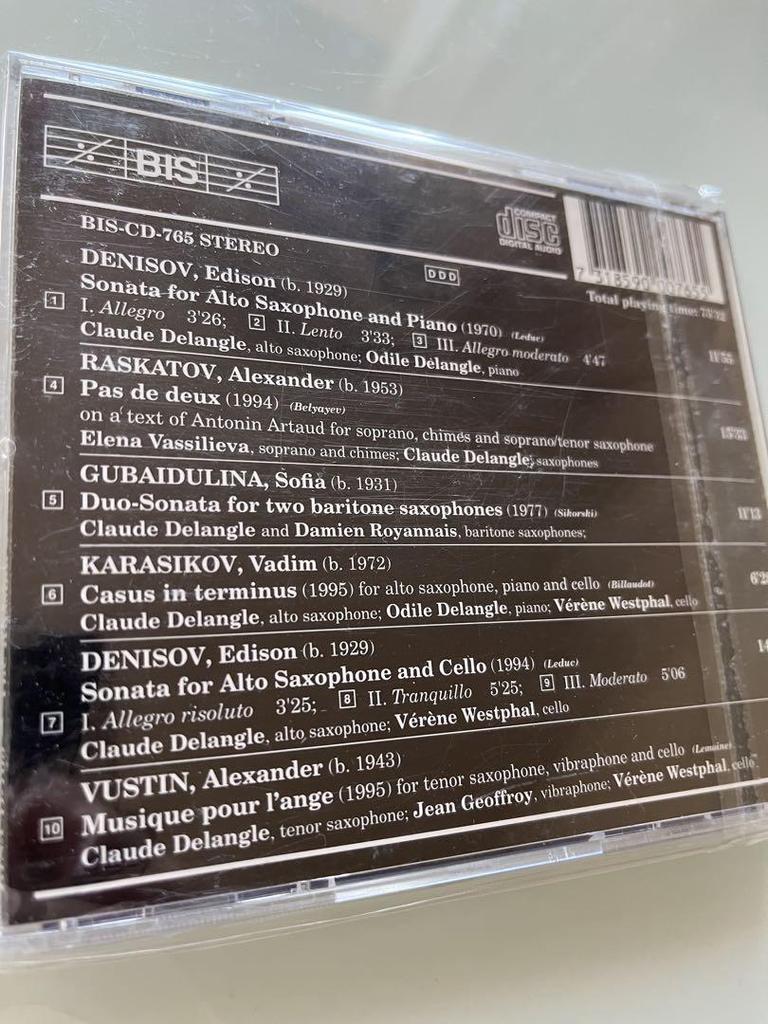 BIS
COMPACT
disc
DIGITAL AUDIO
BIS-CD-765 STEREO
DDD
7 318590 007655
Total playing time: 73'32
DENISOV, Edison (b. 1929)
Sonata for Alto Saxophone and Piano (1970) (Leduc) 11'55
1 I. Allegro 3'26; 2 II. Lento 3'33; 3 III. Allegro moderato 4'47
Claude Delangle, alto saxophone; Odile Delangle, piano
RASKATOV, Alexander (b. 1953)
4 Pas de deux (1994) (Belyayev) 15'33
on a text of Antonin Artaud for soprano, chimes and soprano/tenor saxophone
Elena Vassilieva, soprano and chimes; Claude Delangle, saxophones
GUBAIDULINA, Sofia (b. 1931)
5 Duo-Sonata for two baritone saxophones (1977) (Sikorski) 11'13
Claude Delangle and Damien Royannais, baritone saxophones;
KARASIKOV, Vadim (b. 1972)
6 Casus in terminus (1995) for alto saxophone, piano and cello (Billaudot)
Claude Delangle, alto saxophone; Odile Delangle, piano; Vérène Westphal, cello
DENISOV, Edison (b. 1929)
Sonata for Alto Saxophone and Cello (1994) (Leduc)
7 I. Allegro risoluto 3'25; 8 II. Tranquillo 5'25; 9 III. Moderato 5'06
Claude Delangle, alto saxophone; Vérène Westphal, cello
VUSTIN, Alexander (b. 1943)
10 Musique pour l'ange (1995) for tenor saxophone, vibraphone and cello (Lemoine)
Claude Delangle, tenor saxophone; Jean Geoffroy, vibraphone; Vérène Westphal, cello